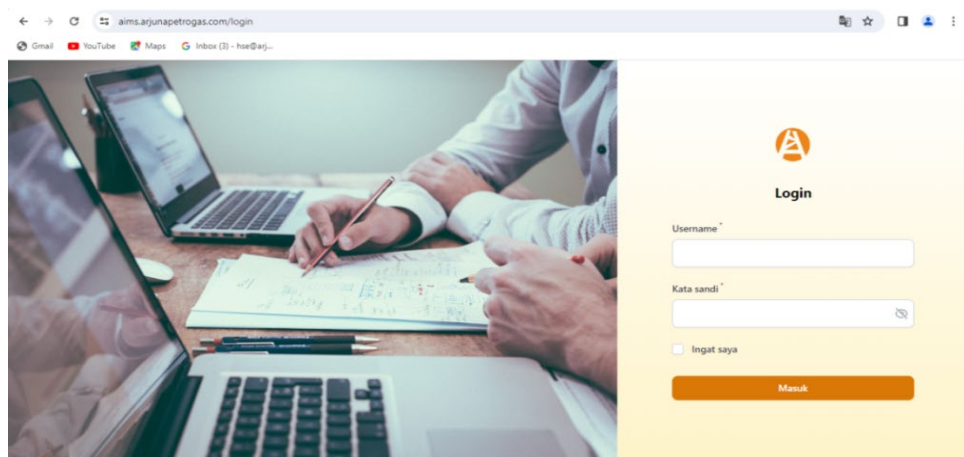 aims.arjunapetrogas.com/login
Gmail YouTube Maps Inbox (3) - hse@arj...
Login
Username *
Kata sandi *
Ingat saya
Masuk